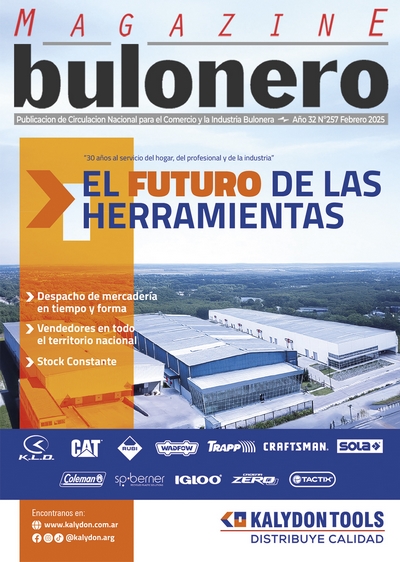 MAGAZINE
bulonero
Publicacion de Circulacion Nacional para el Comercio y la Industria Bulonera Año 32 N°257 Febrero 2025
"30 años al servicio del hogar, del profesional y de la industria"
EL FUTURO DE LAS
HERRAMIENTAS
Despacho de mercadería
en tiempo y forma
Vendedores en todo
el territorio nacional
Stock Constante
K.L.D. CAT RUBI WADFOW TRAPP CRAFTSMAN. SOLA
Coleman sp-berner IGLOO CADENA ZERO TACTIX
Encontranos en:
www.kalydon.com.ar
@kalydon.arg
KALYDON TOOLS
DISTRIBUYE CALIDAD